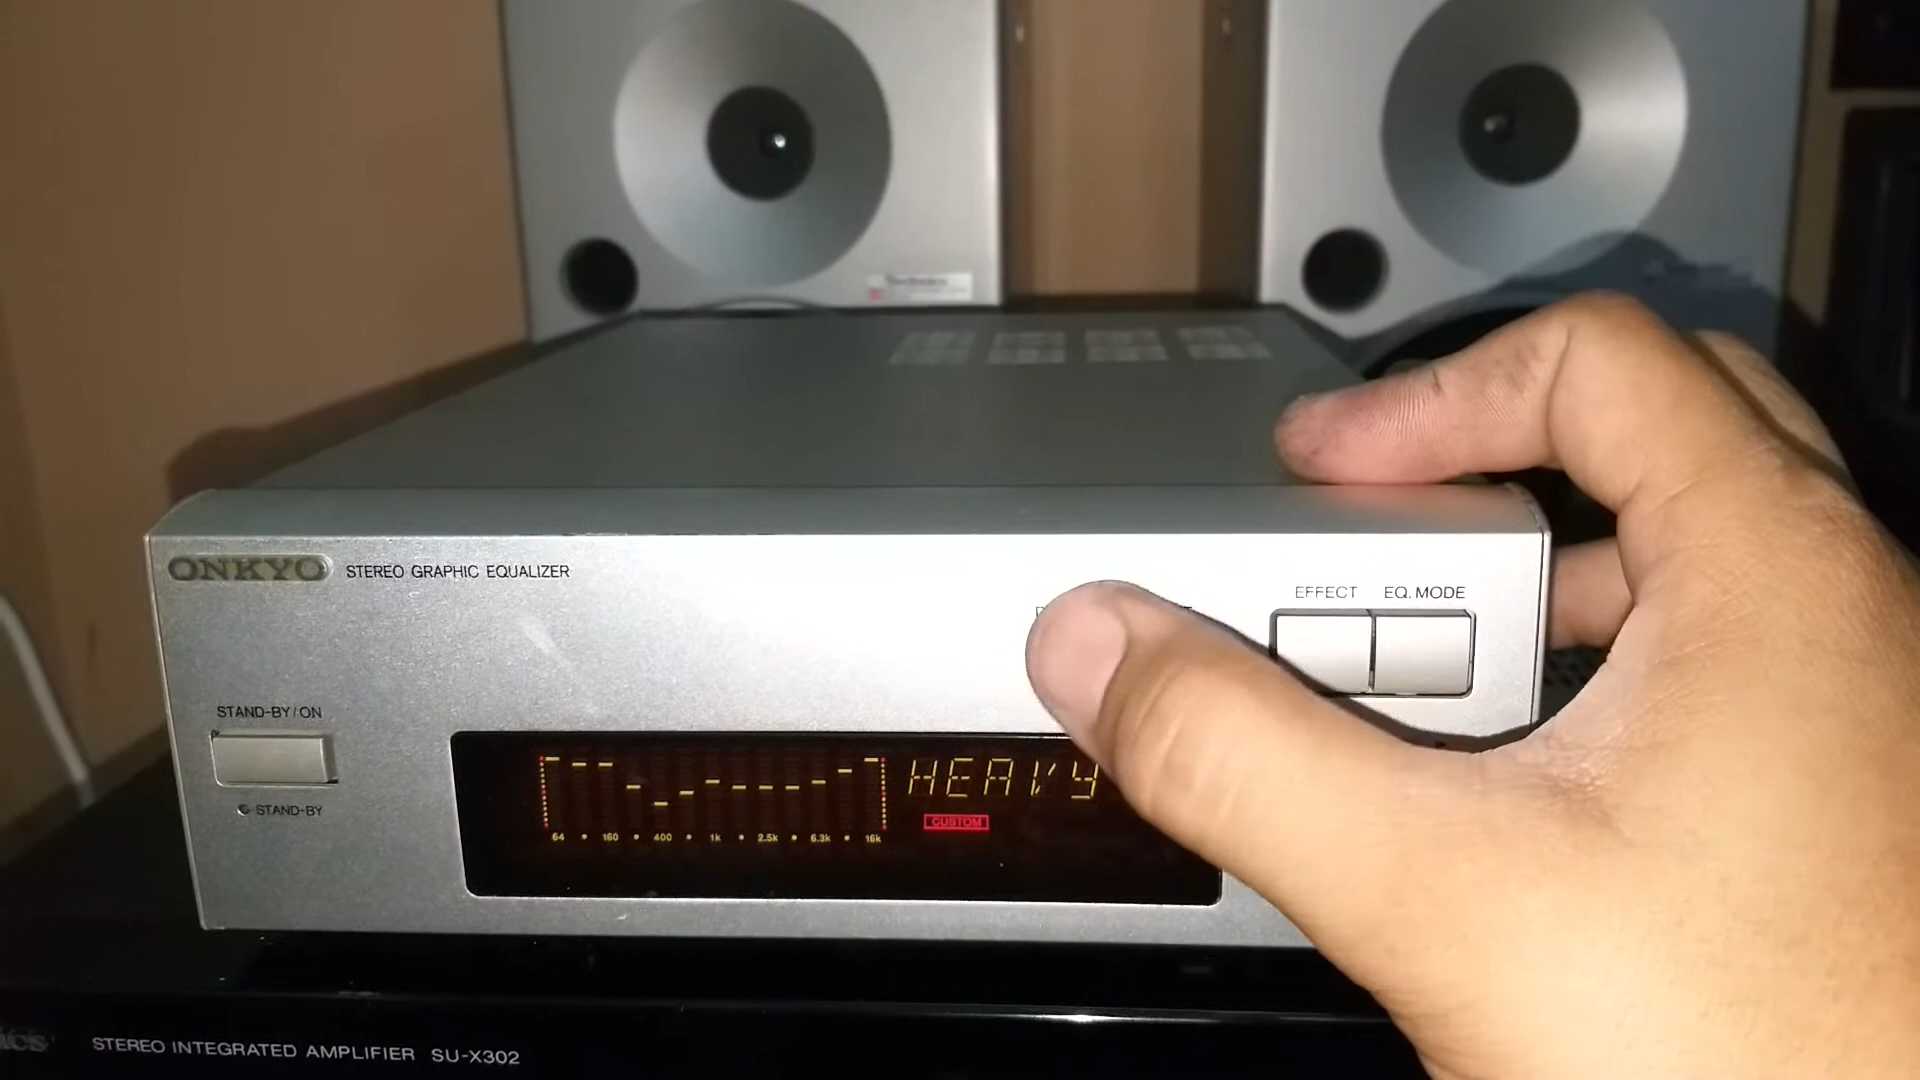 Technics
ONKYO STEREO GRAPHIC EQUALIZER
EFFECT EQ. MODE
STAND-BY/ON
STAND-BY
HEAVY
CUSTOM
64 • 160 • 400 • 1k • 2.5k • 6.3k • 16k
STEREO INTEGRATED AMPLIFIER SU-X302